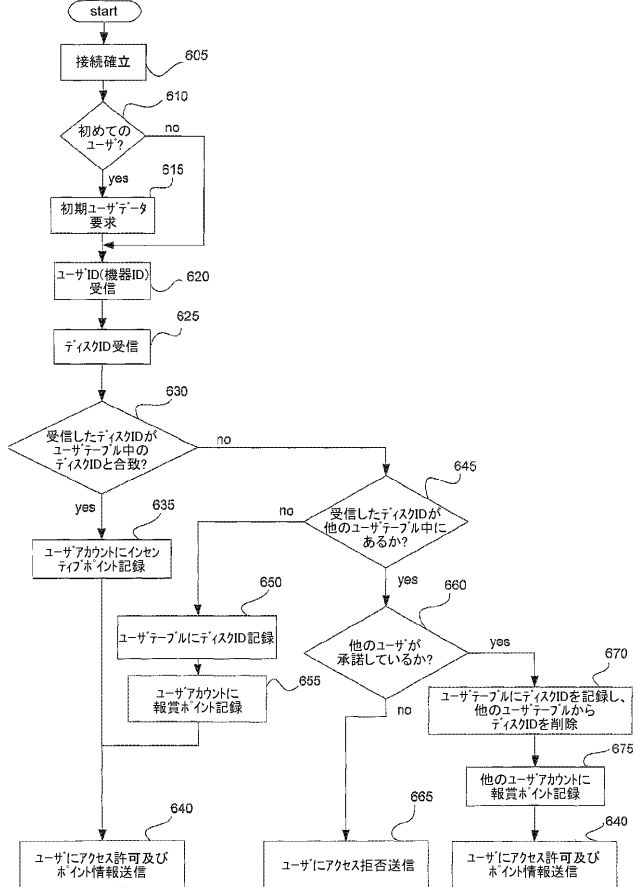 start
接続確立
605
610
初めての
ユーザ?
no
yes
615
初期ユーザデータ
要求
ユーザID(機器ID)
受信
620
625
ディスクID受信
630
受信したディスクIDが
ユーザテーブル中の
ディスクIDと合致?
no
yes
635
ユーザアカウントにインセン
ティブポイント記録
645
受信したディスクIDが
他のユーザテーブル中に
あるか?
no
yes
650
ユーザテーブルにディスクID記録
655
ユーザアカウントに
報賞ポイント記録
660
他のユーザが
承諾しているか?
yes
no
670
ユーザテーブルにディスクIDを記録し、
他のユーザテーブルから
ディスクIDを削除
675
他のユーザアカウントに
報賞ポイント記録
640
ユーザにアクセス許可及び
ポイント情報送信
665
ユーザにアクセス拒否送信
640
ユーザにアクセス許可及び
ポイント情報送信